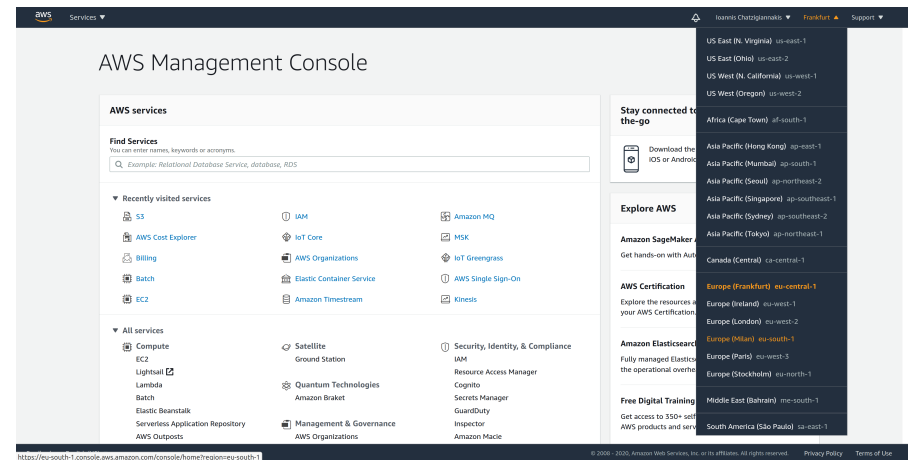 aws
Services
Ioannis Chatzigiannakis
Frankfurt
Support
AWS Management Console
AWS services
Find Services
You can enter names, keywords or acronyms.
Example: Relational Database Service, database, RDS
Recently visited services
S3
IAM
Amazon MQ
AWS Cost Explorer
IoT Core
MSK
Billing
AWS Organizations
IoT Greengrass
Batch
Elastic Container Service
AWS Single Sign-On
EC2
Amazon Timestream
Kinesis
All services
Compute
EC2
Lightsail
Lambda
Batch
Elastic Beanstalk
Serverless Application Repository
AWS Outposts
Satellite
Ground Station
Quantum Technologies
Amazon Braket
Management & Governance
AWS Organizations
Security, Identity, & Compliance
IAM
Resource Access Manager
Cognito
Secrets Manager
GuardDuty
Inspector
Amazon Macie
Stay connected to
the-go
Download the
iOS or Android
Explore AWS
Amazon SageMaker
Get hands-on with Aut
AWS Certification
Explore the resources a
your AWS Certification.
Amazon Elasticsearc
Fully managed Elastics
the operational overhe
Free Digital Training
Get access to 350+ self
AWS products and serv
US East (N. Virginia) us-east-1
US East (Ohio) us-east-2
US West (N. California) us-west-1
US West (Oregon) us-west-2
Africa (Cape Town) af-south-1
Asia Pacific (Hong Kong) ap-east-1
Asia Pacific (Mumbai) ap-south-1
Asia Pacific (Seoul) ap-northeast-2
Asia Pacific (Singapore) ap-southeast-1
Asia Pacific (Sydney) ap-southeast-2
Asia Pacific (Tokyo) ap-northeast-1
Canada (Central) ca-central-1
Europe (Frankfurt) eu-central-1
Europe (Ireland) eu-west-1
Europe (London) eu-west-2
Europe (Milan) eu-south-1
Europe (Paris) eu-west-3
Europe (Stockholm) eu-north-1
Middle East (Bahrain) me-south-1
South America (São Paulo) sa-east-1
https://eu-south-1.console.aws.amazon.com/console/home?region=eu-south-1
© 2008 - 2020, Amazon Web Services, Inc. or its affiliates. All rights reserved.
Privacy Policy
Terms of Use